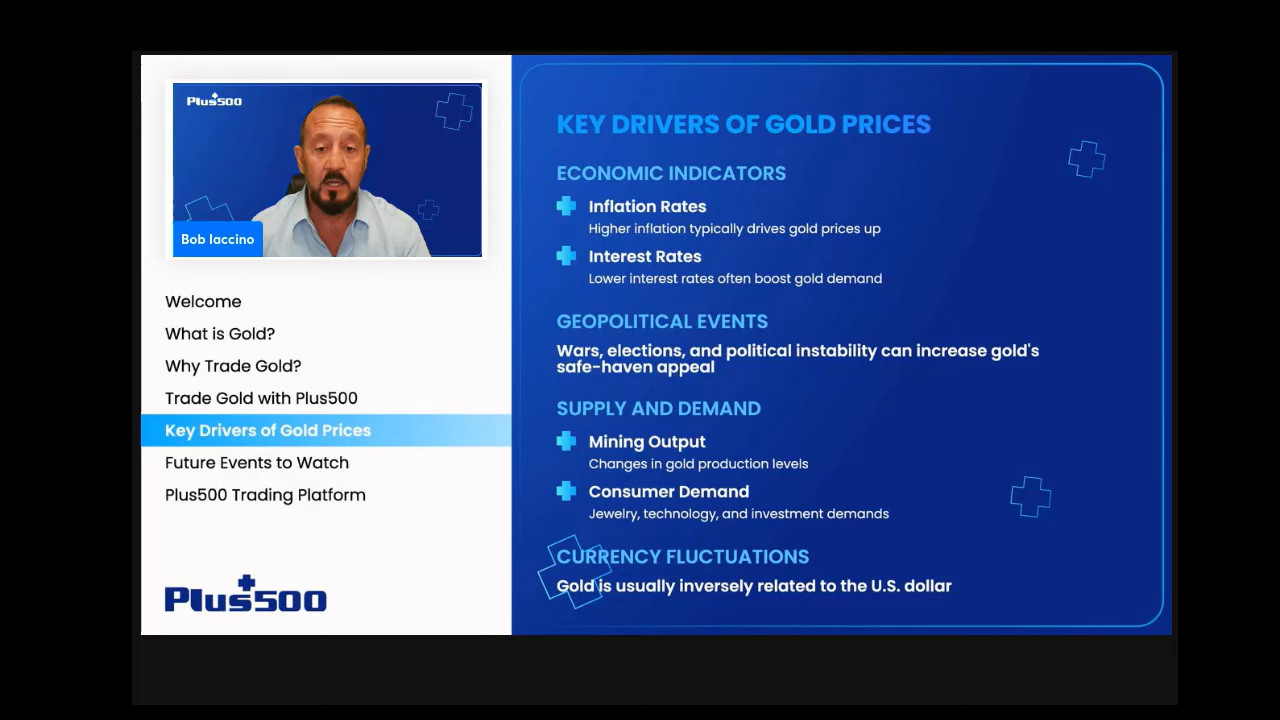 Plus500
Bob Iaccino
Welcome
What is Gold?
Why Trade Gold?
Trade Gold with Plus500
Key Drivers of Gold Prices
Future Events to Watch
Plus500 Trading Platform
Plus500
KEY DRIVERS OF GOLD PRICES
ECONOMIC INDICATORS
Inflation Rates
Higher inflation typically drives gold prices up
Interest Rates
Lower interest rates often boost gold demand
GEOPOLITICAL EVENTS
Wars, elections, and political instability can increase gold's
safe-haven appeal
SUPPLY AND DEMAND
Mining Output
Changes in gold production levels
Consumer Demand
Jewelry, technology, and investment demands
CURRENCY FLUCTUATIONS
Gold is usually inversely related to the U.S. dollar